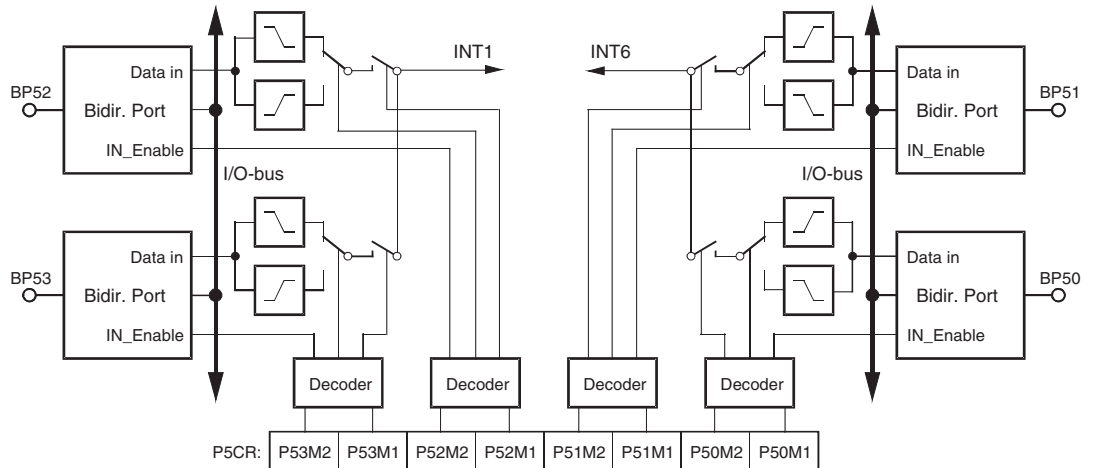 INT1 INT6
Data in Data in
BP52 BP51
Bidir. Port Bidir. Port
IN_Enable IN_Enable
I/O-bus I/O-bus
Data in Data in
BP53 BP50
Bidir. Port Bidir. Port
IN_Enable IN_Enable
Decoder Decoder Decoder Decoder
P5CR: P53M2 P53M1 P52M2 P52M1 P51M2 P51M1 P50M2 P50M1